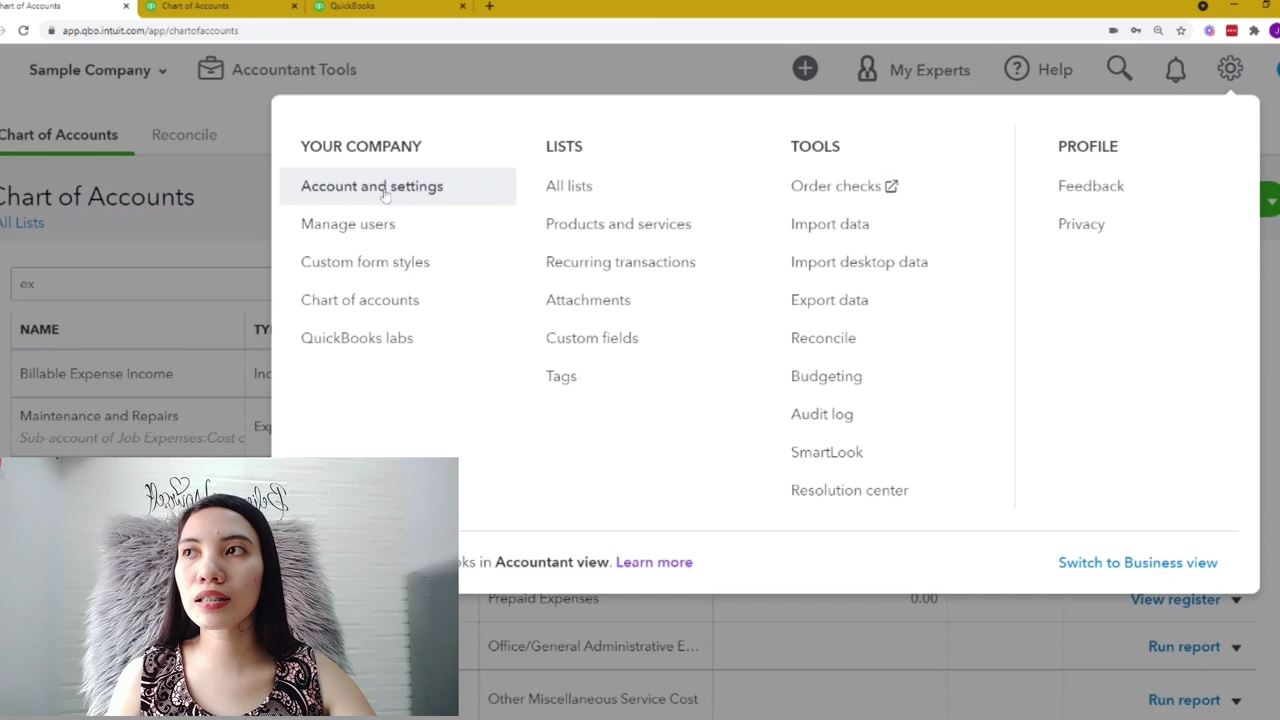 hart of Accounts
Chart of Accounts
QuickBooks
app.qbo.intuit.com/app/chartofaccounts
Sample Company
Accountant Tools
My Experts
Help
Chart of Accounts
Reconcile
Chart of Accounts
All Lists
ex
NAME
TY
Billable Expense Income
Inc
Maintenance and Repairs
Sub-account of Job Expenses:Cost c
Exp
YOUR COMPANY
Account and settings
Manage users
Custom form styles
Chart of accounts
QuickBooks labs
LISTS
All lists
Products and services
Recurring transactions
Attachments
Custom fields
Tags
TOOLS
Order checks
Import data
Import desktop data
Export data
Reconcile
Budgeting
Audit log
SmartLook
Resolution center
PROFILE
Feedback
Privacy
oks in Accountant view. Learn more
Switch to Business view
Prepaid Expenses
0.00
View register
Office/General Administrative E...
Run report
Other Miscellaneous Service Cost
Run report